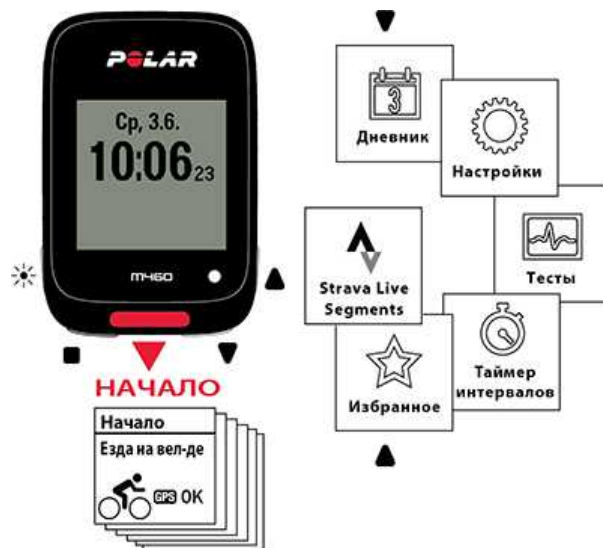 POLAR
Ср, 3.6.
10:06 23
M460
НАЧАЛО
Начало
Езда на вел-де
GPS OK
3
Дневник
Настройки
Тесты
Strava Live
Segments
Таймер
интервалов
Избранное